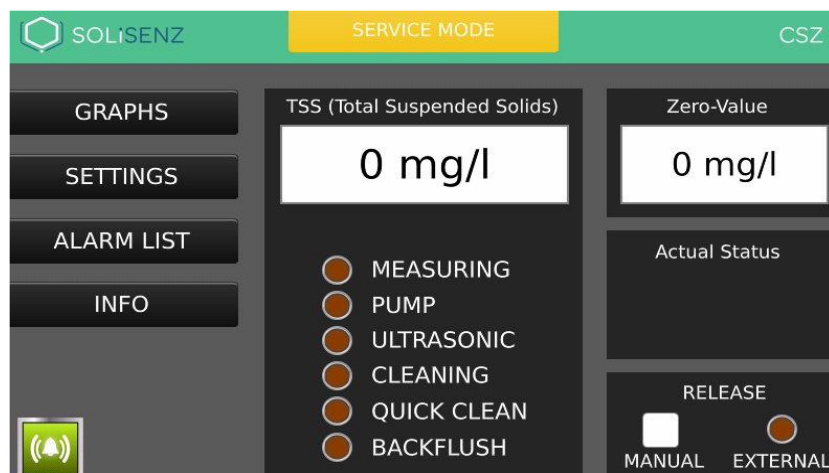 SOLiSENZ
SERVICE MODE
CSZ
GRAPHS
SETTINGS
ALARM LIST
INFO
TSS (Total Suspended Solids)
0 mg/l
MEASURING
PUMP
ULTRASONIC
CLEANING
QUICK CLEAN
BACKFLUSH
Zero-Value
0 mg/l
Actual Status
RELEASE
MANUAL EXTERNAL